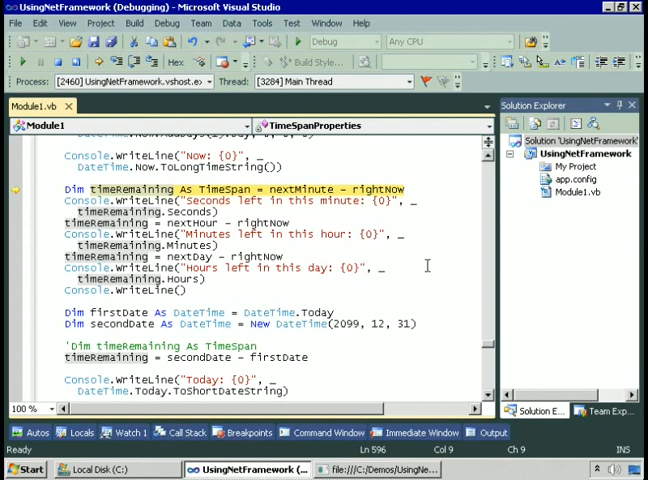 UsingNetFramework (Debugging) - Microsoft Visual Studio
File Edit View Project Build Debug Team Data Tools Test Window Help
Debug Any CPU
Hex Build Style...
Process: [2460] UsingNetFramework.vshost.ex Thread: [3284] Main Thread
Module1.vb
Module1 TimeSpanProperties
Console.WriteLine("Now: {0}", _
DateTime.Now.ToLongTimeString())
Dim timeRemaining As TimeSpan = nextMinute - rightNow
Console.WriteLine("Seconds left in this minute: {0}", _
timeRemaining.Seconds)
timeRemaining = nextHour - rightNow
Console.WriteLine("Minutes left in this hour: {0}", _
timeRemaining.Minutes)
timeRemaining = nextDay - rightNow
Console.WriteLine("Hours left in this day: {0}", _
timeRemaining.Hours)
Console.WriteLine()
Dim firstDate As DateTime = DateTime.Today
Dim secondDate As DateTime = New DateTime(2099, 12, 31)
'Dim timeRemaining As TimeSpan
timeRemaining = secondDate - firstDate
Console.WriteLine("Today: {0}", _
DateTime.Today.ToShortDateString)
100 %
Solution Explorer
Solution 'UsingNetFramework'
UsingNetFramework
My Project
app.config
Module1.vb
Solution E... Team Exp...
Autos Locals Watch 1 Call Stack Breakpoints Command Window Immediate Window Output
Ready Ln 596 Col 9 Ch 9 INS
Start Local Disk (C:) UsingNetFramework (... file:///C:/Demos/UsingNe...